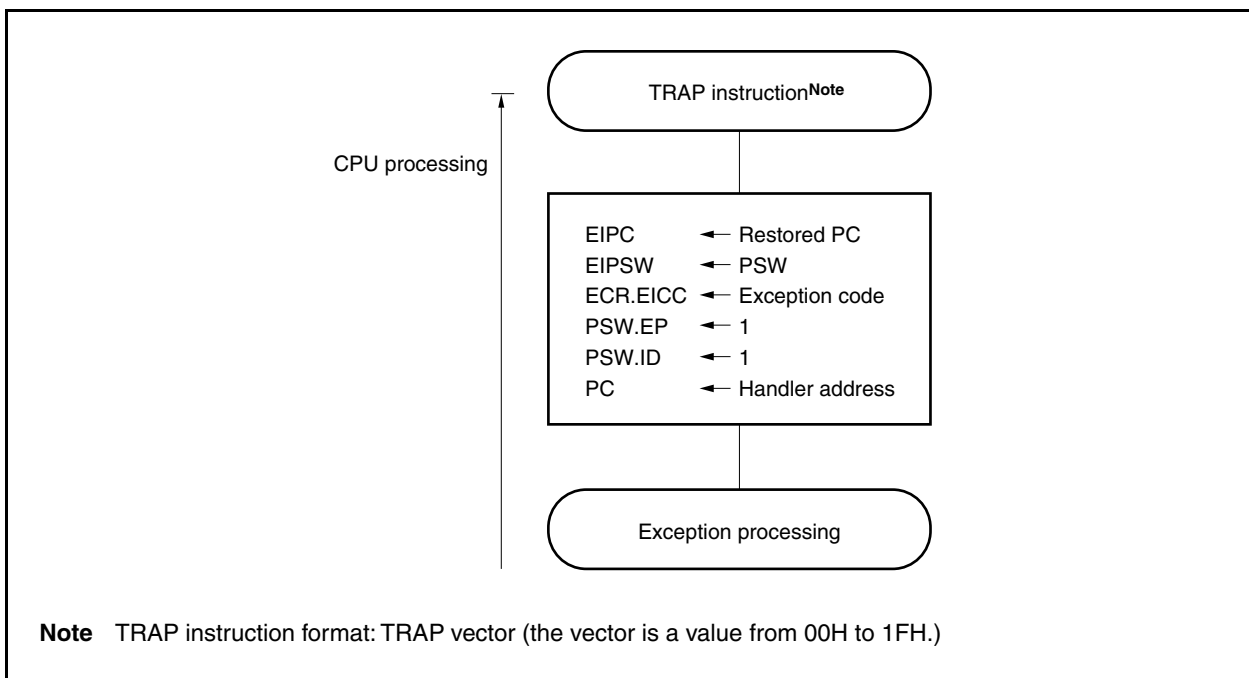 TRAP instructionNote
CPU processing
EIPC ← Restored PC
EIPSW ← PSW
ECR.EICC ← Exception code
PSW.EP ← 1
PSW.ID ← 1
PC ← Handler address
Exception processing
Note TRAP instruction format: TRAP vector (the vector is a value from 00H to 1FH.)